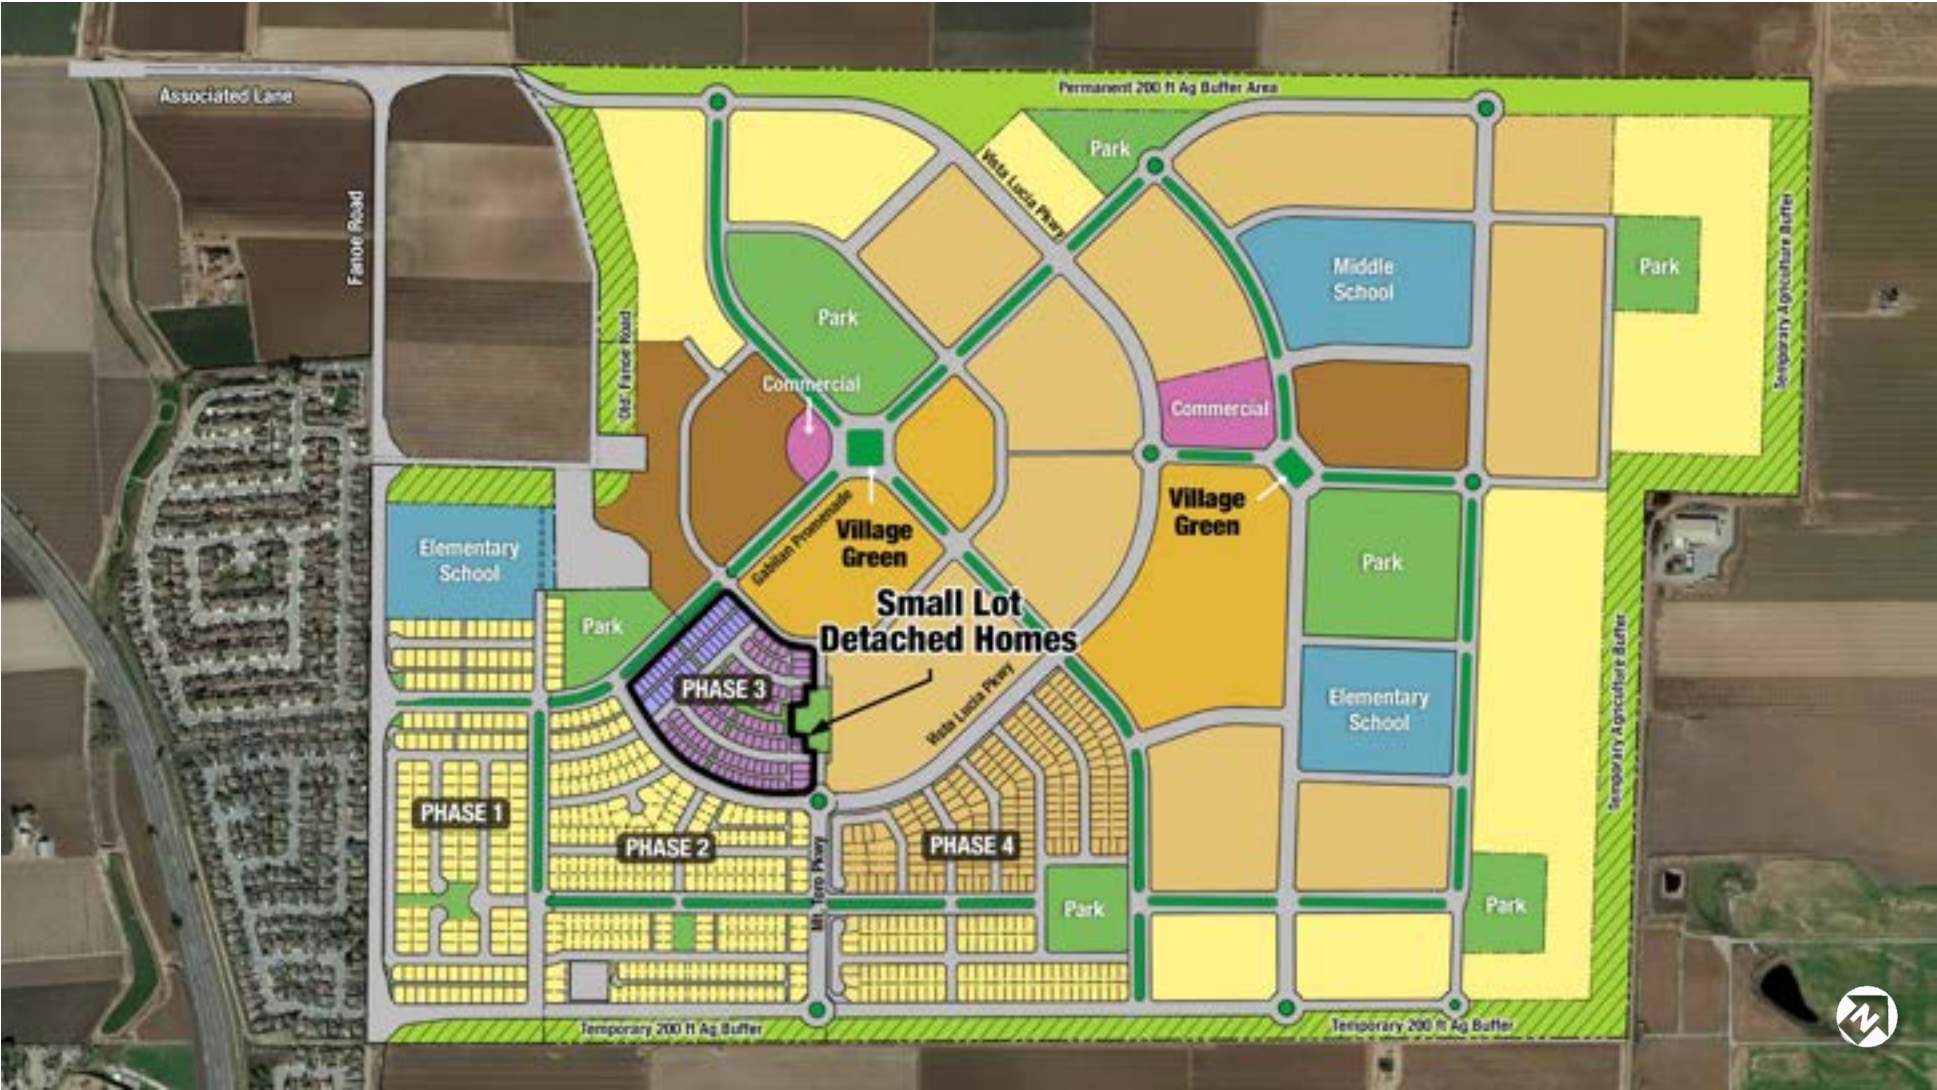 Associated Lane
Permanent 200 ft Ag Buffer Area
Park
Vista Lucia Pkwy
Fanoe Road
Middle
School
Park
Temporary Agriculture Buffer
Park
'Old' Fanoe Road
Commercial
Commercial
Gabilan Promenade
Village
Green
Village
Green
Elementary
School
Park
Park
Small Lot
Detached Homes
PHASE 3
Vista Lucia Pkwy
Elementary
School
Temporary Agriculture Buffer
PHASE 1
PHASE 2
Mt. Toro Pkwy
PHASE 4
Park
Park
Temporary 200 ft Ag Buffer
Temporary 200 ft Ag Buffer
N